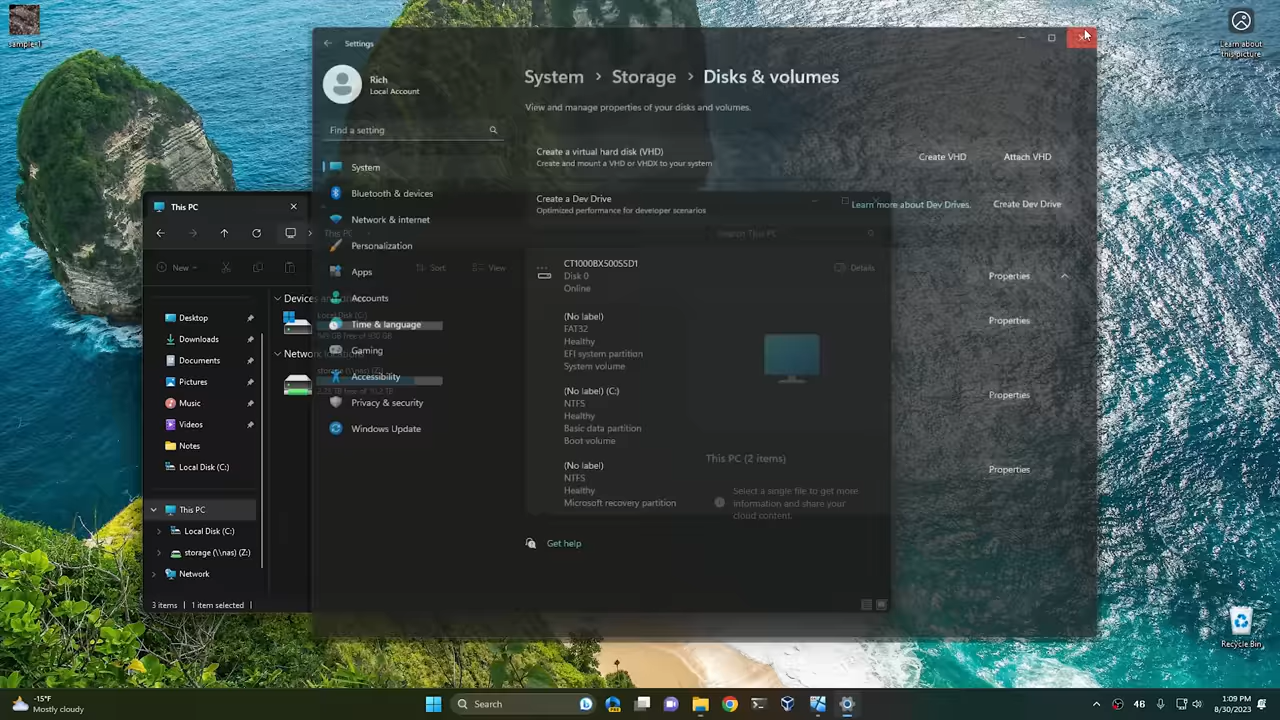 sample-1
Learn about
this picture
Settings
Rich
Local Account
Find a setting
System
Bluetooth & devices
Network & internet
Personalization
Apps
Accounts
Time & language
Gaming
Accessibility
Privacy & security
Windows Update
System > Storage > Disks & volumes
View and manage properties of your disks and volumes.
Create a virtual hard disk (VHD)
Create and mount a VHD or VHDX to your system
Create VHD
Attach VHD
Create a Dev Drive
Optimized performance for developer scenarios
Learn more about Dev Drives.
Create Dev Drive
CT1000BX500SSD1
Disk 0
Online
Properties
(No label)
FAT32
Healthy
EFI system partition
System volume
Properties
(No label) (C:)
NTFS
Healthy
Basic data partition
Boot volume
Properties
(No label)
NTFS
Healthy
Microsoft recovery partition
Properties
Get help
This PC
This PC
Search This PC
New
Sort
View
Details
Desktop
Downloads
Documents
Pictures
Music
Videos
Notes
Local Disk (C:)
This PC
Local Disk (C:)
storage (\\nas) (Z:)
Network
Local Disk (C:)
storage (\\nas) (Z:)
This PC (2 items)
Select a single file to get more
information and share your
cloud content.
3 items
1 item selected
Recycle Bin
-15°F
Mostly cloudy
Search
46
1:09 PM
8/30/2023